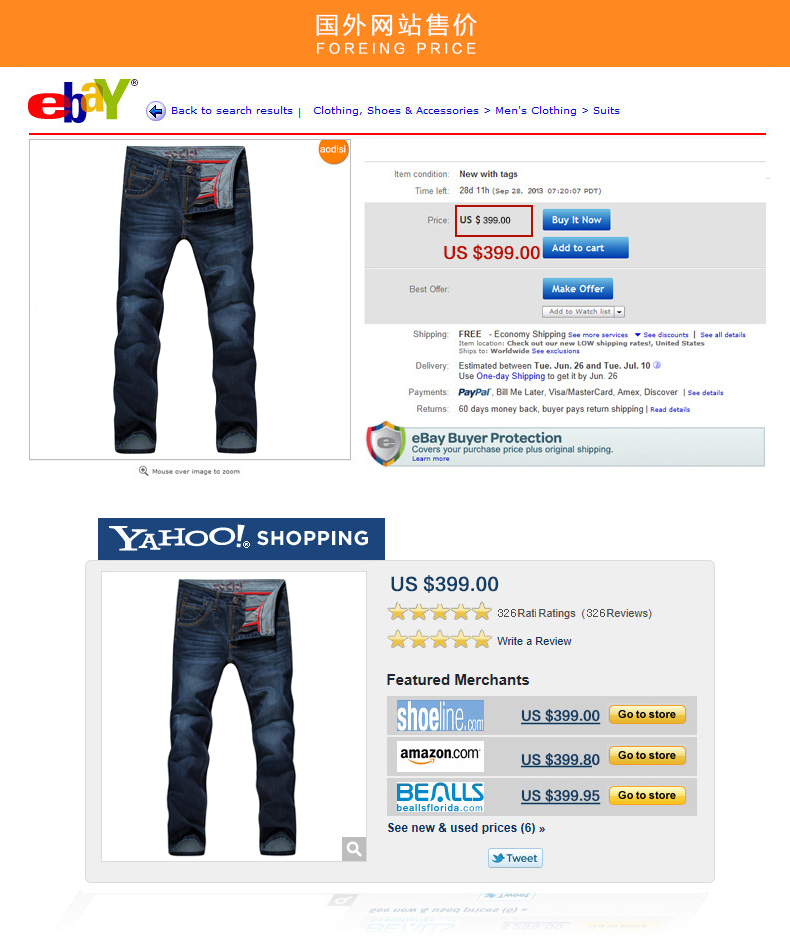 国外网站售价
FOREING PRICE
ebaY®
Back to search results | Clothing, Shoes & Accessories > Men's Clothing > Suits
aodisi
Item condition: New with tags
Time left: 28d 11h (Sep 28, 2013 07:20:07 PDT)
Price: US $ 399.00 Buy It Now
US $399.00 Add to cart
Best Offer: Make Offer
Add to Watch list
Shipping: FREE - Economy Shipping See more services See discounts | See all details
Item location: Check out our new LOW shipping rates!, United States
Ships to: Worldwide See exclusions
Delivery: Estimated between Tue. Jun. 26 and Tue. Jul. 10
Use One-day Shipping to get it by Jun. 26
Payments: PayPal, Bill Me Later, Visa/MasterCard, Amex, Discover | See details
Returns: 60 days money back, buyer pays return shipping | Read details
eBay Buyer Protection
Covers your purchase price plus original shipping.
Learn more
Mouse over image to zoom
YAHOO!® SHOPPING
US $399.00
326Rati Ratings (326Reviews)
Write a Review
Featured Merchants
shoeline.com US $399.00 Go to store
amazon.com US $399.80 Go to store
BEALLS
beallsflorida.com US $399.95 Go to store
See new & used prices (6) »
Tweet